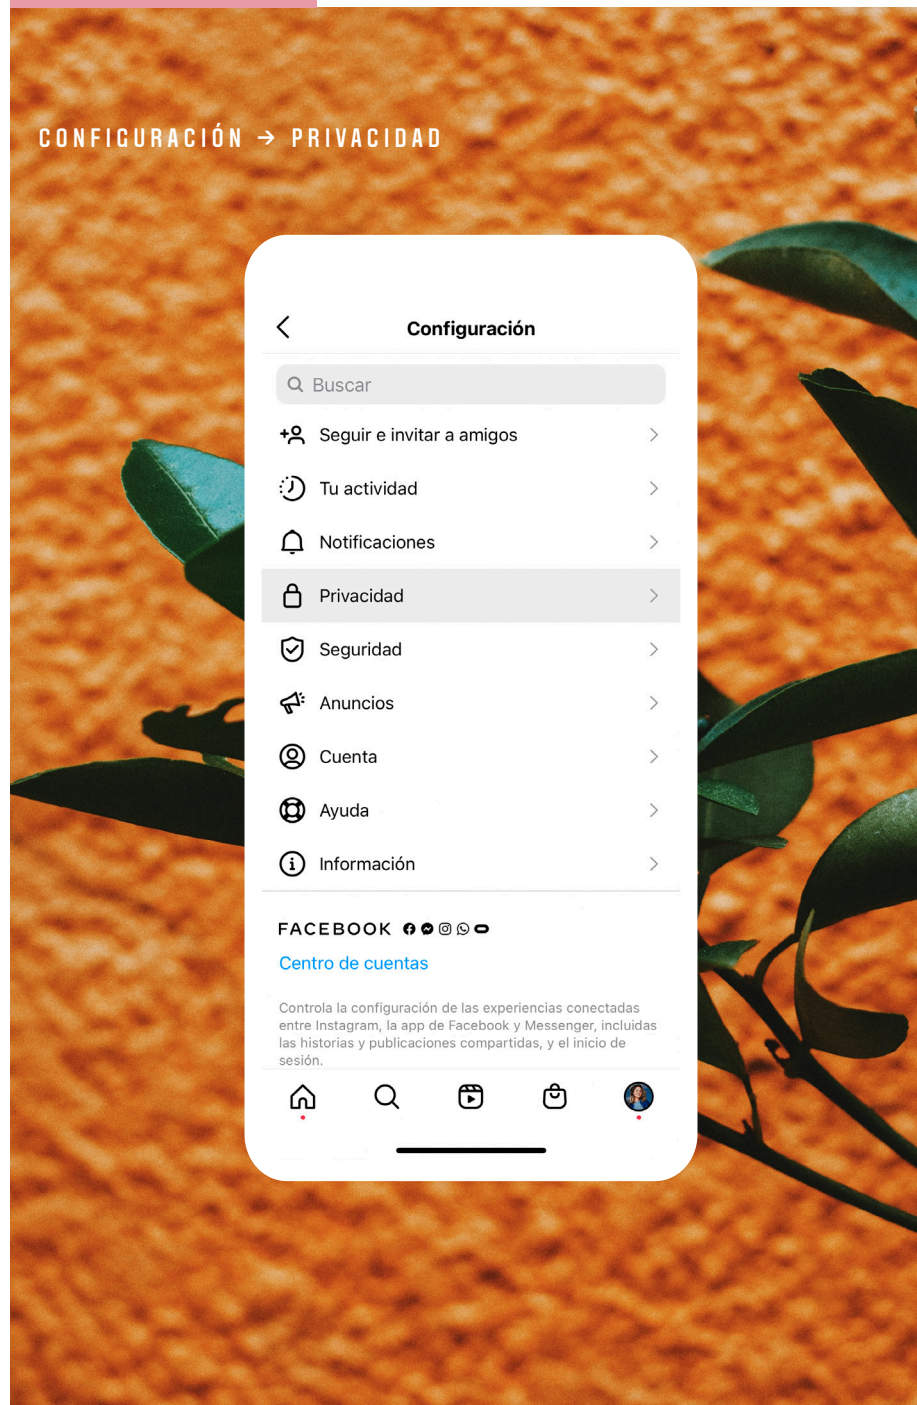 CONFIGURACIÓN → PRIVACIDAD
Configuración
Buscar
Seguir e invitar a amigos
Tu actividad
Notificaciones
Privacidad
Seguridad
Anuncios
Cuenta
Ayuda
Información
FACEBOOK
Centro de cuentas
Controla la configuración de las experiencias conectadas
entre Instagram, la app de Facebook y Messenger, incluidas
las historias y publicaciones compartidas, y el inicio de
sesión.